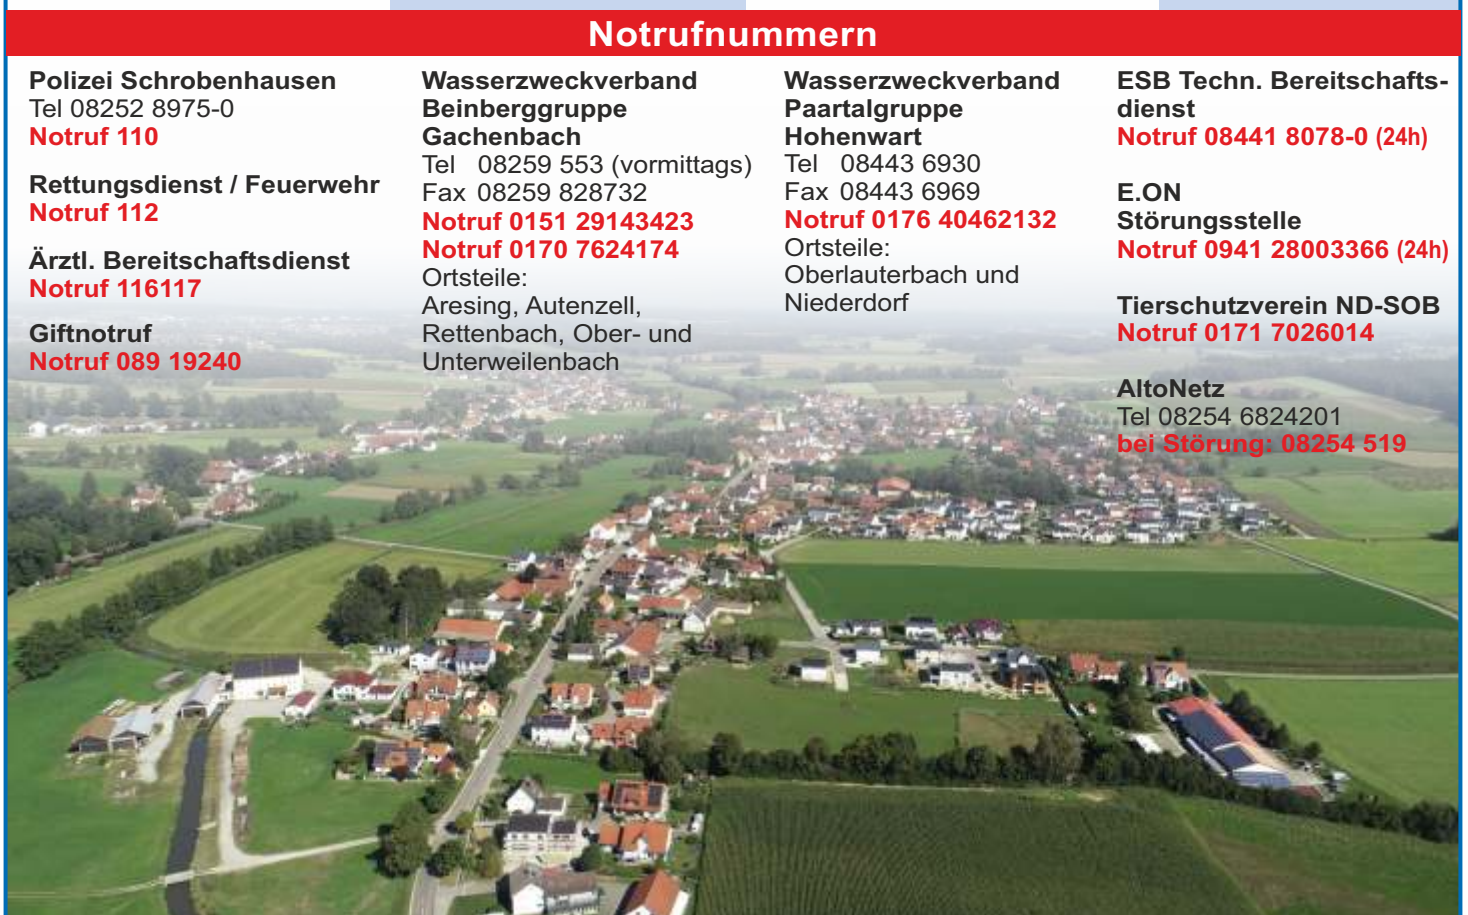 Notrufnummern
Polizei Schrobenhausen
Tel 08252 8975-0
Notruf 110
Rettungsdienst / Feuerwehr
Notruf 112
Ärztl. Bereitschaftsdienst
Notruf 116117
Giftnotruf
Notruf 089 19240
Wasserzweckverband
Beinberggruppe
Gachenbach
Tel 08259 553 (vormittags)
Fax 08259 828732
Notruf 0151 29143423
Notruf 0170 7624174
Ortsteile:
Aresing, Autenzell,
Rettenbach, Ober- und
Unterweilenbach
Wasserzweckverband
Paartalgruppe
Hohenwart
Tel 08443 6930
Fax 08443 6969
Notruf 0176 40462132
Ortsteile:
Oberlauterbach und
Niederdorf
ESB Techn. Bereitschafts-
dienst
Notruf 08441 8078-0 (24h)
E.ON
Störungsstelle
Notruf 0941 28003366 (24h)
Tierschutzverein ND-SOB
Notruf 0171 7026014
AltoNetz
Tel 08254 6824201
bei Störung: 08254 519